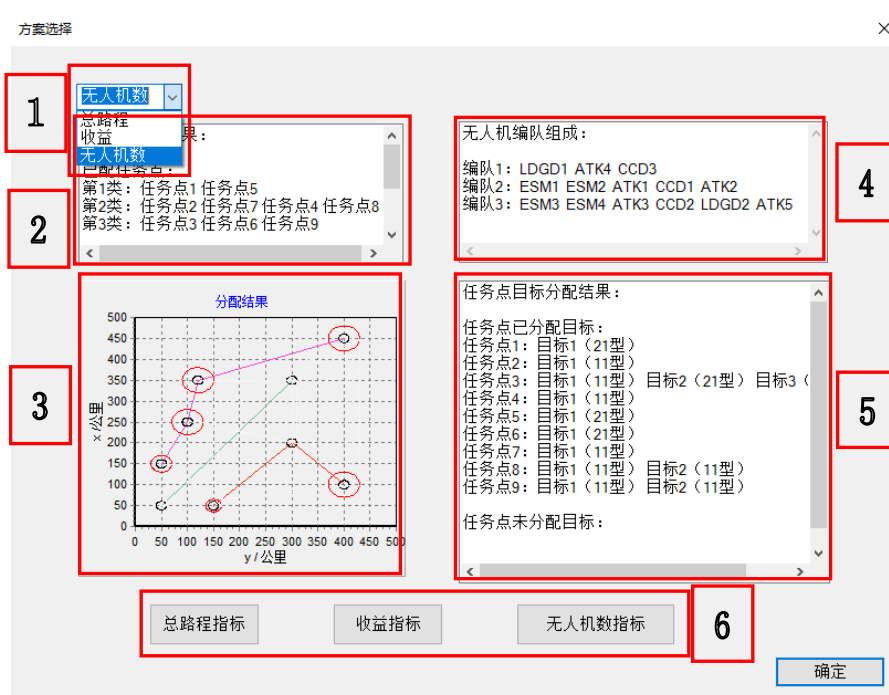 方案选择
1
无人机数
总路程
收益
无人机数
果：
已配任务点：
第1类：任务点1 任务点5
第2类：任务点2 任务点7 任务点4 任务点8
第3类：任务点3 任务点6 任务点9
2
无人机编队组成：
编队1：LDGD1 ATK4 CCD3
编队2：ESM1 ESM2 ATK1 CCD1 ATK2
编队3：ESM3 ESM4 ATK3 CCD2 LDGD2 ATK5
4
3
分配结果
x /公里
500
450
400
350
300
250
200
150
100
50
0
0 50 100 150 200 250 300 350 400 450 500
y / 公里
任务点目标分配结果：
任务点已分配目标：
任务点1：目标1（21型）
任务点2：目标1（11型）
任务点3：目标1（11型） 目标2（21型） 目标3（
任务点4：目标1（11型）
任务点5：目标1（21型）
任务点6：目标1（21型）
任务点7：目标1（11型）
任务点8：目标1（11型） 目标2（11型）
任务点9：目标1（11型） 目标2（11型）
任务点未分配目标：
5
总路程指标
收益指标
无人机数指标
6
确定